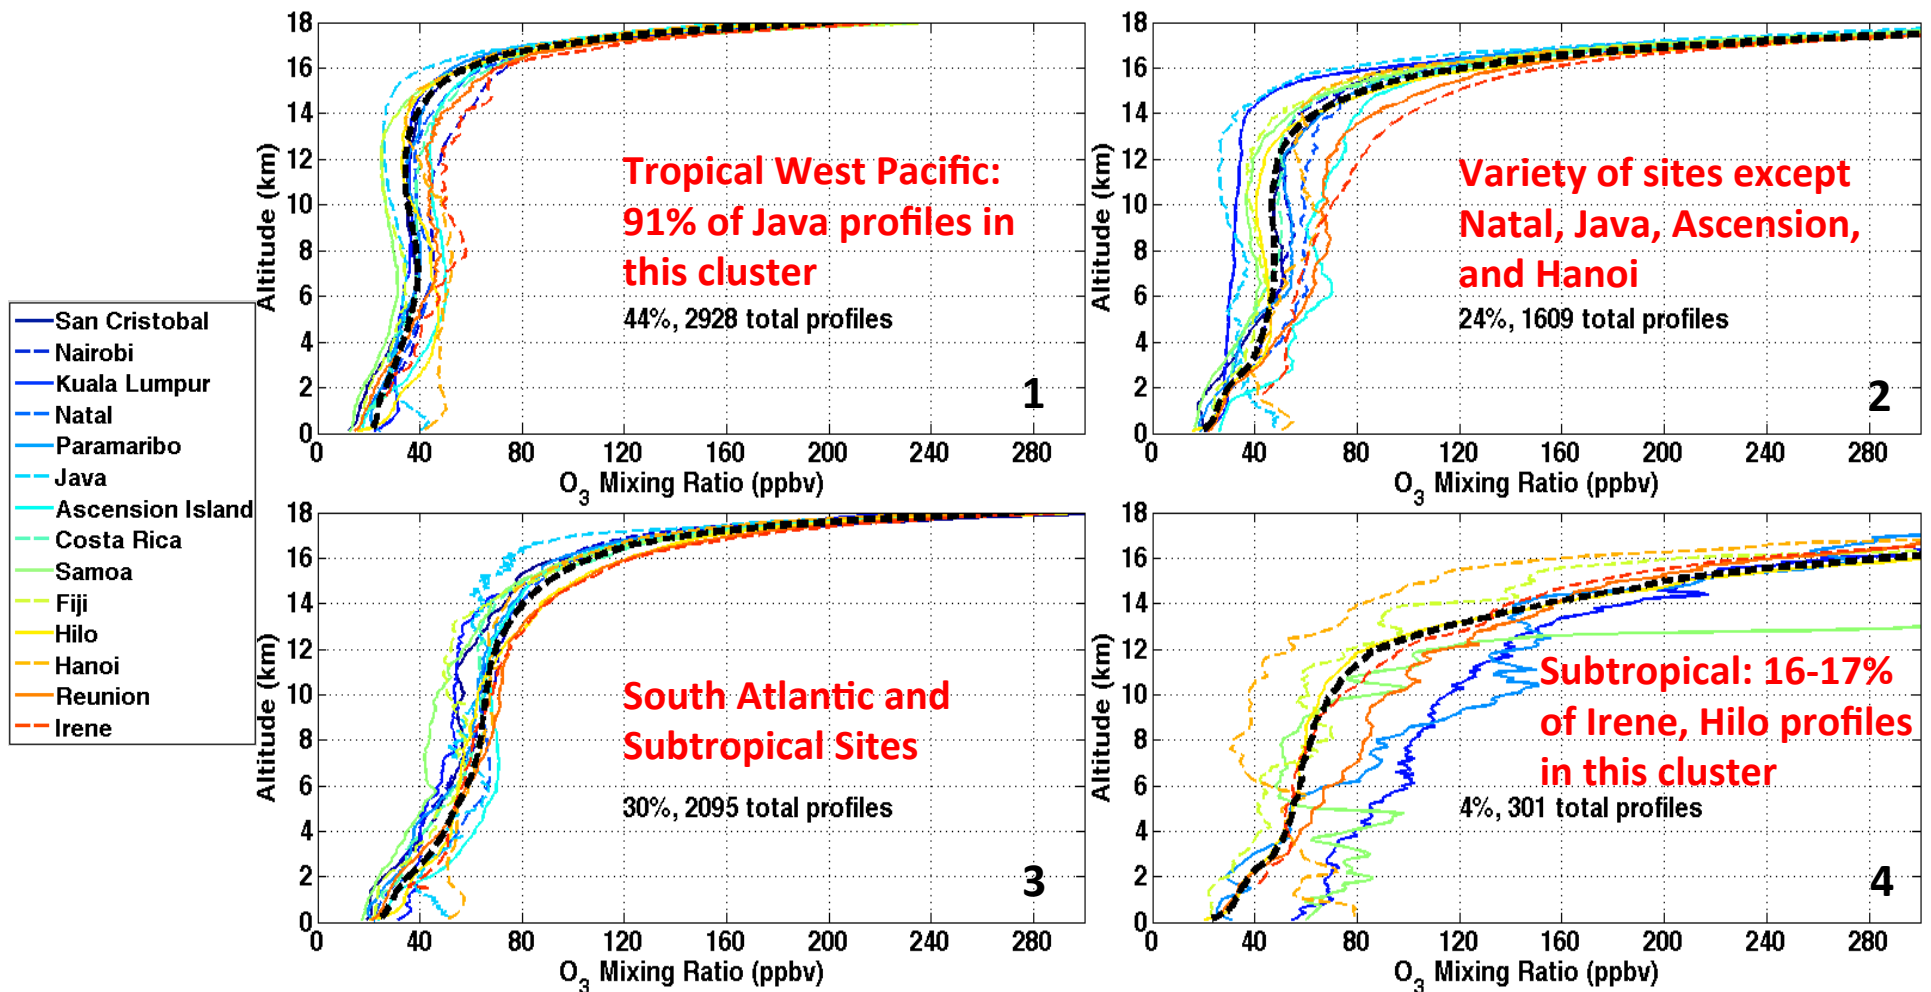 San Cristobal
Nairobi
Kuala Lumpur
Natal
Paramaribo
Java
Ascension Island
Costa Rica
Samoa
Fiji
Hilo
Hanoi
Reunion
Irene
18
16
14
12
10
8
6
4
2
0
Altitude (km)
Tropical West Pacific:
91% of Java profiles in
this cluster
44%, 2928 total profiles
1
0 40 80 120 160 200 240 280
O3 Mixing Ratio (ppbv)
18
16
14
12
10
8
6
4
2
0
Altitude (km)
Variety of sites except
Natal, Java, Ascension,
and Hanoi
24%, 1609 total profiles
2
0 40 80 120 160 200 240 280
O3 Mixing Ratio (ppbv)
18
16
14
12
10
8
6
4
2
0
Altitude (km)
South Atlantic and
Subtropical Sites
30%, 2095 total profiles
3
0 40 80 120 160 200 240 280
O3 Mixing Ratio (ppbv)
18
16
14
12
10
8
6
4
2
0
Altitude (km)
Subtropical: 16-17%
of Irene, Hilo profiles
in this cluster
4%, 301 total profiles
4
0 40 80 120 160 200 240 280
O3 Mixing Ratio (ppbv)